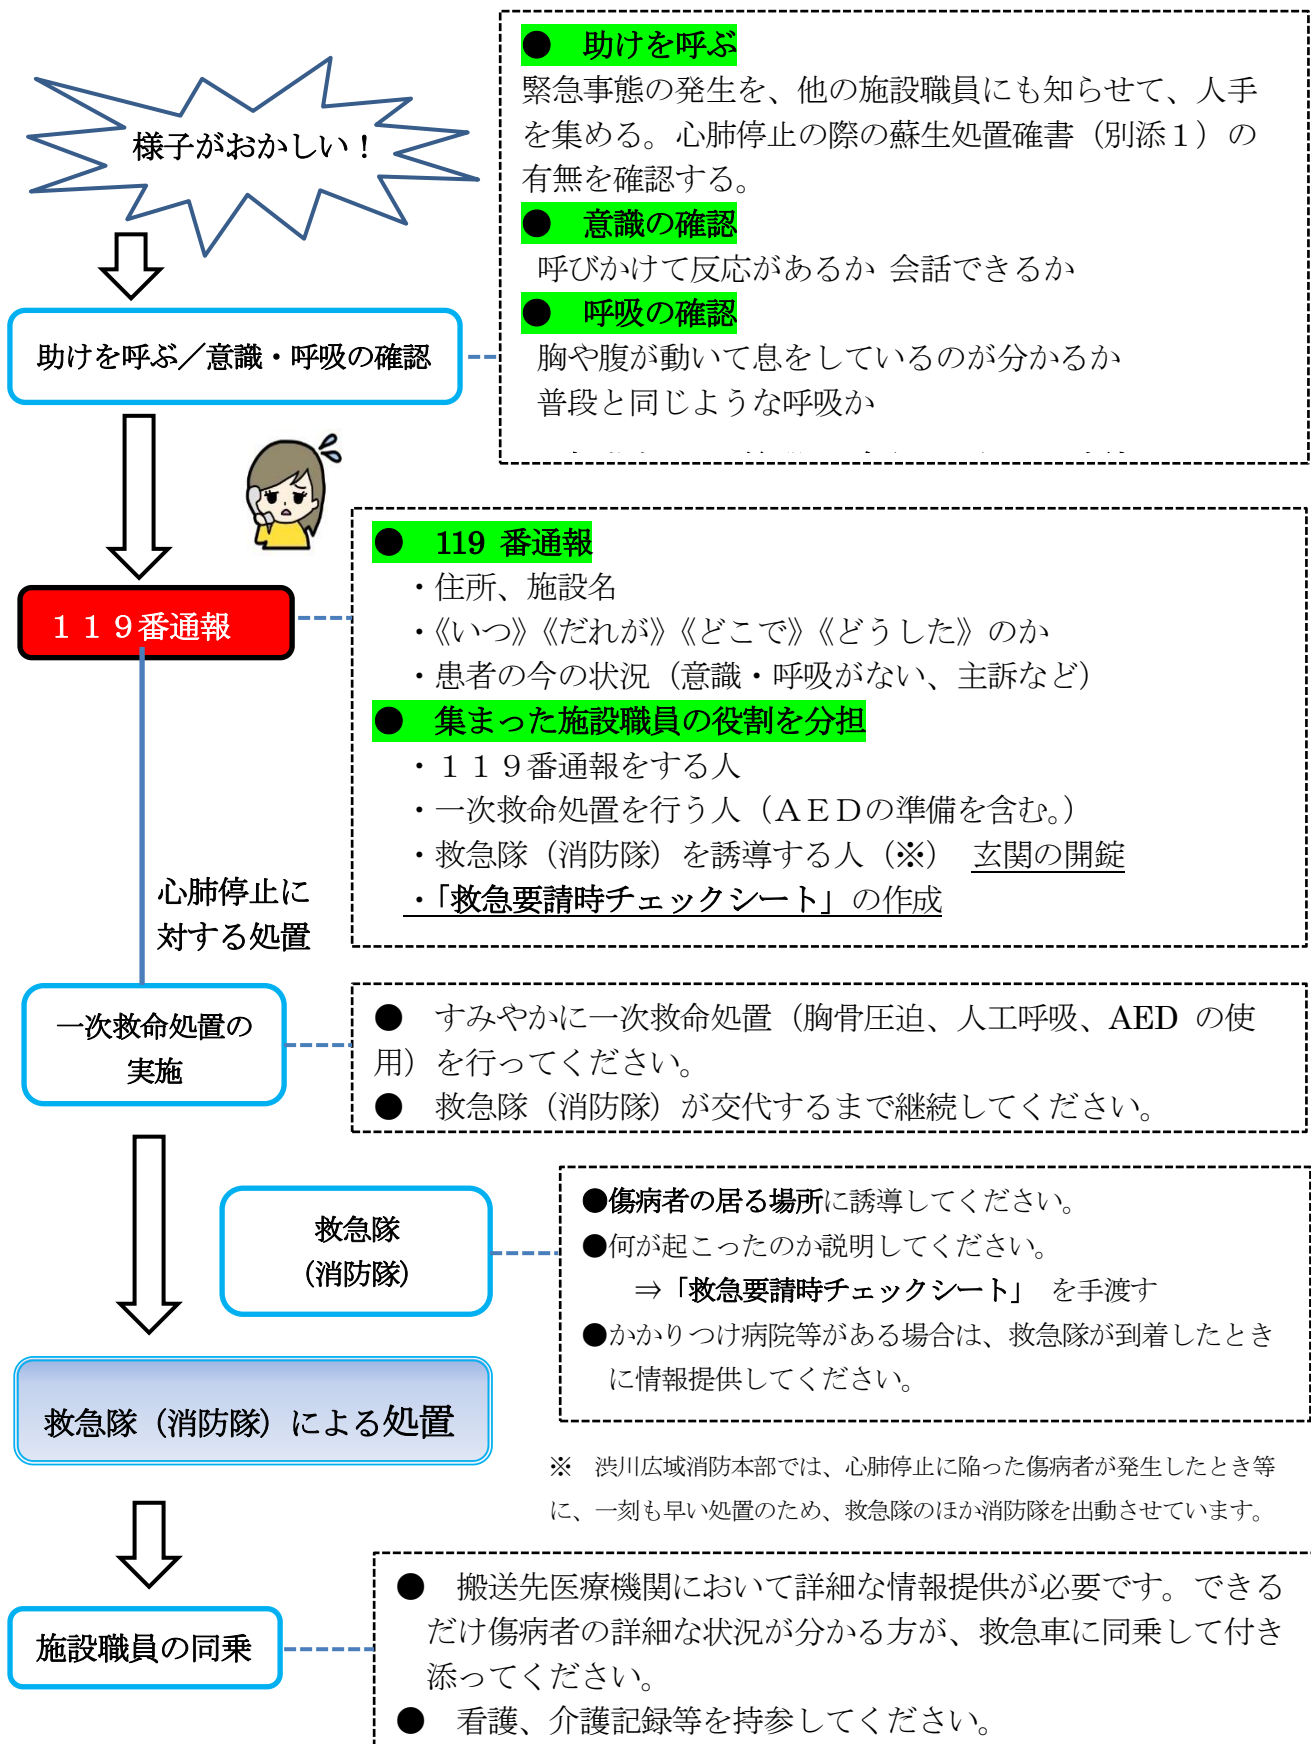 様子がおかしい！
● 助けを呼ぶ
緊急事態の発生を、他の施設職員にも知らせて、人手
を集める。心肺停止の際の蘇生処置確書（別添１）の
有無を確認する。
● 意識の確認
呼びかけて反応があるか 会話できるか
● 呼吸の確認
胸や腹が動いて息をしているのが分かるか
普段と同じような呼吸か
助けを呼ぶ／意識・呼吸の確認
１１９番通報
● 119 番通報
・住所、施設名
・《いつ》《だれが》《どこで》《どうした》のか
・患者の今の状況（意識・呼吸がない、主訴など）
● 集まった施設職員の役割を分担
・１１９番通報をする人
・一次救命処置を行う人（ＡＥＤの準備を含む。）
・救急隊（消防隊）を誘導する人（※） 玄関の開錠
・「救急要請時チェックシート」の作成
心肺停止に
対する処置
一次救命処置の
実施
● すみやかに一次救命処置（胸骨圧迫、人工呼吸、AED の使
用）を行ってください。
● 救急隊（消防隊）が交代するまで継続してください。
救急隊
（消防隊）
●傷病者の居る場所に誘導してください。
●何が起こったのか説明してください。
⇒「救急要請時チェックシート」 を手渡す
●かかりつけ病院等がある場合は、救急隊が到着したとき
に情報提供してください。
救急隊（消防隊）による処置
※ 渋川広域消防本部では、心肺停止に陥った傷病者が発生したとき等
に、一刻も早い処置のため、救急隊のほか消防隊を出動させています。
施設職員の同乗
● 搬送先医療機関において詳細な情報提供が必要です。できる
だけ傷病者の詳細な状況が分かる方が、救急車に同乗して付き
添ってください。
● 看護、介護記録等を持参してください。